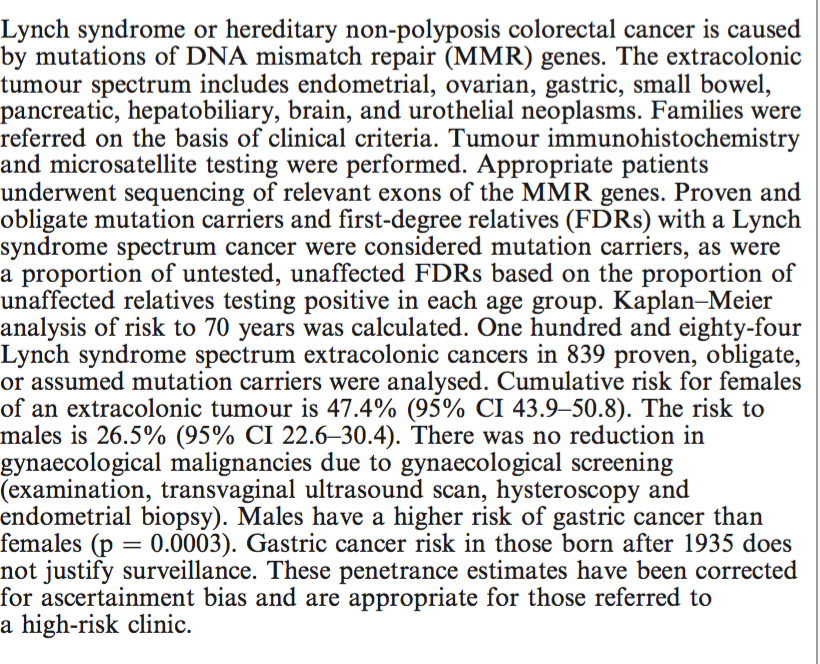 Lynch syndrome or hereditary non-polyposis colorectal cancer is caused
by mutations of DNA mismatch repair (MMR) genes. The extracolonic
tumour spectrum includes endometrial, ovarian, gastric, small bowel,
pancreatic, hepatobiliary, brain, and urothelial neoplasms. Families were
referred on the basis of clinical criteria. Tumour immunohistochemistry
and microsatellite testing were performed. Appropriate patients
underwent sequencing of relevant exons of the MMR genes. Proven and
obligate mutation carriers and first-degree relatives (FDRs) with a Lynch
syndrome spectrum cancer were considered mutation carriers, as were
a proportion of untested, unaffected FDRs based on the proportion of
unaffected relatives testing positive in each age group. Kaplan–Meier
analysis of risk to 70 years was calculated. One hundred and eighty-four
Lynch syndrome spectrum extracolonic cancers in 839 proven, obligate,
or assumed mutation carriers were analysed. Cumulative risk for females
of an extracolonic tumour is 47.4% (95% CI 43.9–50.8). The risk to
males is 26.5% (95% CI 22.6–30.4). There was no reduction in
gynaecological malignancies due to gynaecological screening
(examination, transvaginal ultrasound scan, hysteroscopy and
endometrial biopsy). Males have a higher risk of gastric cancer than
females (p = 0.0003). Gastric cancer risk in those born after 1935 does
not justify surveillance. These penetrance estimates have been corrected
for ascertainment bias and are appropriate for those referred to
a high-risk clinic.